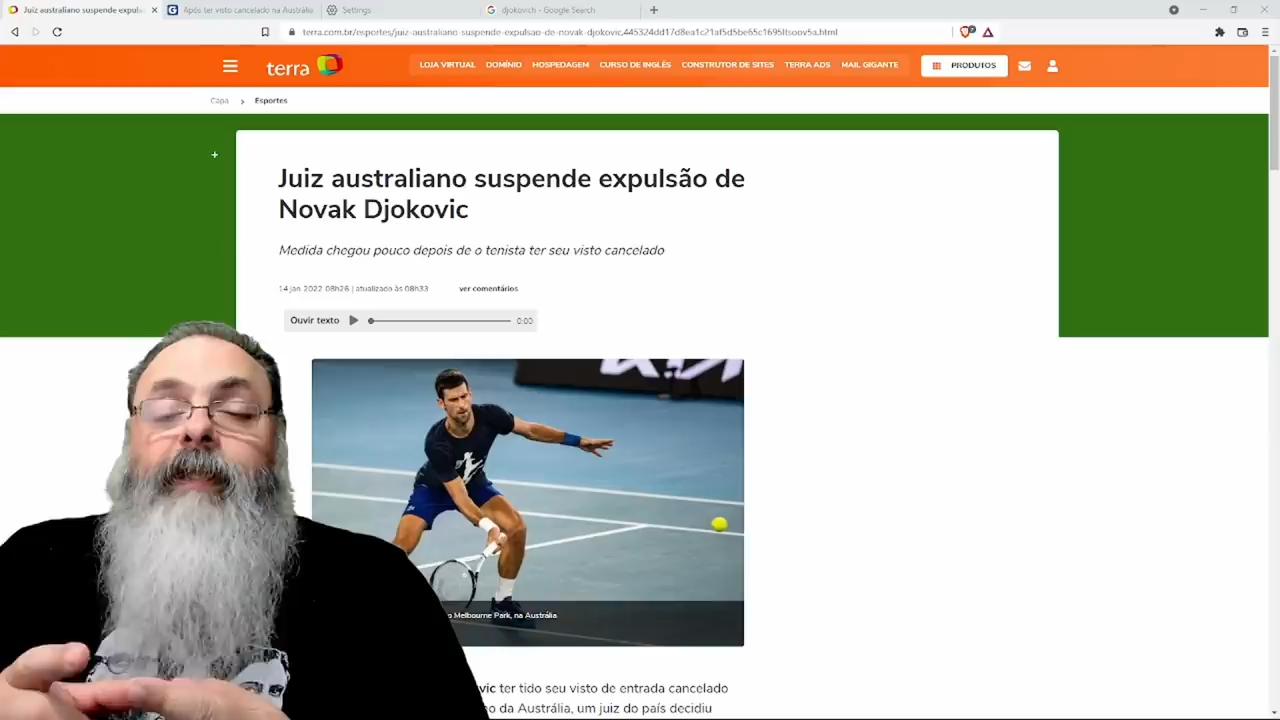 Juiz australiano suspende expulsã
Após ter visto cancelado na Austrália
Settings
djokovich - Google Search
terra.com.br/esportes/juiz-australiano-suspende-expulsao-de-novak-djokovic,
terra
LOJA VIRTUAL DOMÍNIO HOSPEDAGEM CURSO DE INGLÊS CONSTRUTOR DE SITES TERRA ADS MAIL GIGANTE PRODUTOS
Capa > Esportes
Juiz australiano suspende expulsão de
Novak Djokovic
Medida chegou pouco depois de o tenista ter seu visto cancelado
14 jan 2022 08h26 | atualizado às 08h33 ver comentários
Ouvir texto 0:00
Melbourne Park, na Austrália
vic ter tido seu visto de entrada cancelado
da Austrália, um juiz do país decidiu